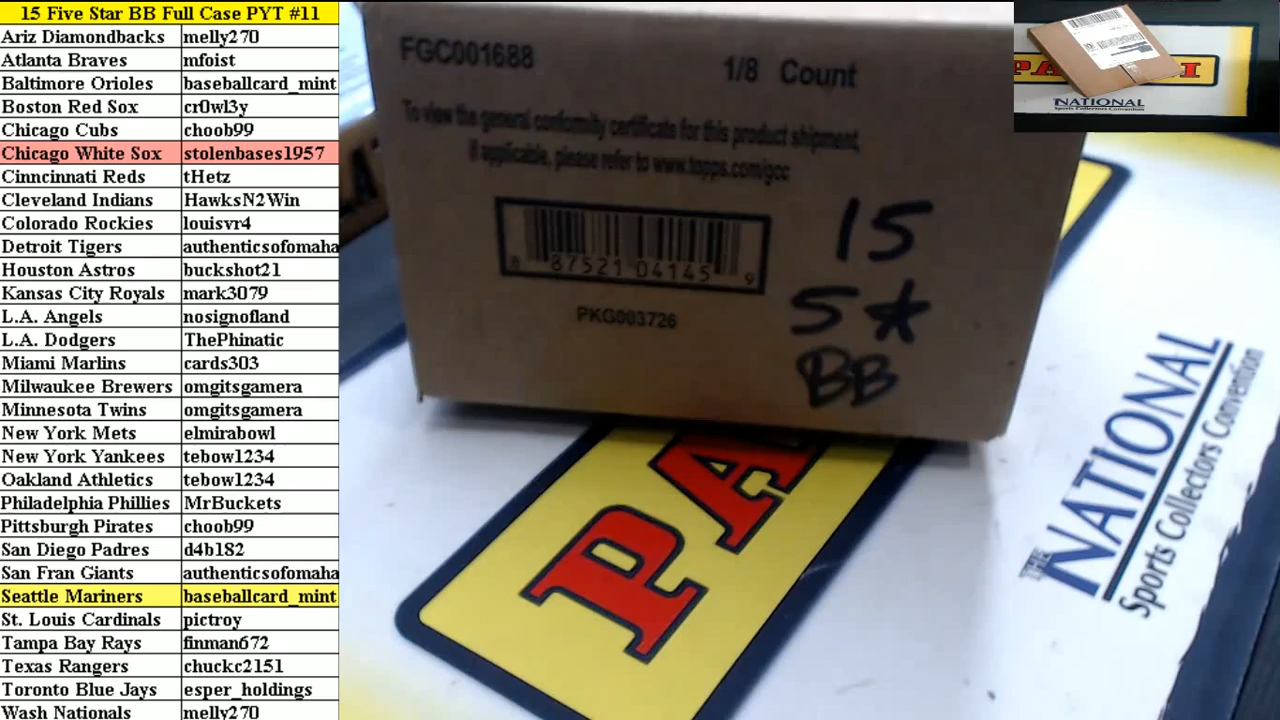 15 Five Star BB Full Case PYT #11
Ariz Diamondbacks melly270
Atlanta Braves mfoist
Baltimore Orioles baseballcard_mint
Boston Red Sox cr0wl3y
Chicago Cubs choob99
Chicago White Sox stolenbases1957
Cinncinnati Reds tHetz
Cleveland Indians HawksN2Win
Colorado Rockies louisvr4
Detroit Tigers authenticsofomaha
Houston Astros buckshot21
Kansas City Royals mark3079
L.A. Angels nosignofland
L.A. Dodgers ThePhinatic
Miami Marlins cards303
Milwaukee Brewers omgitsgamera
Minnesota Twins omgitsgamera
New York Mets elmirabowl
New York Yankees tebow1234
Oakland Athletics tebow1234
Philadelphia Phillies MrBuckets
Pittsburgh Pirates choob99
San Diego Padres d4b182
San Fran Giants authenticsofomaha
Seattle Mariners baseballcard_mint
St. Louis Cardinals pictroy
Tampa Bay Rays finman672
Texas Rangers chuckc2151
Toronto Blue Jays esper_holdings
Wash Nationals melly270
FGC001688
1/8 Count
To view the general conformity certificate for this product shipment,
if applicable, please refer to www.topps.com/gcc
8 87521 04145 9
PKG003726
15
5★
BB
PA
THE NATIONAL
Sports Collectors Convention
NATIONAL
Sports Collectors Convention